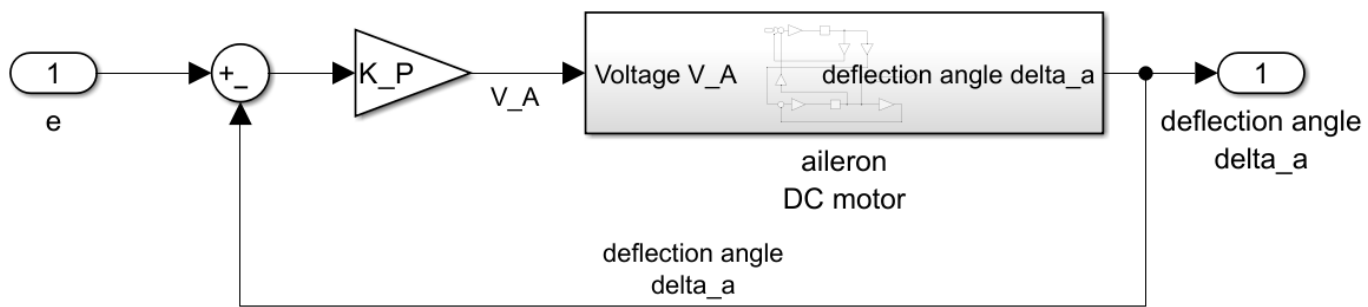 1
e
+
−
K_P
V_A
Voltage V_A
deflection angle delta_a
aileron
DC motor
1
deflection angle
delta_a
deflection angle
delta_a